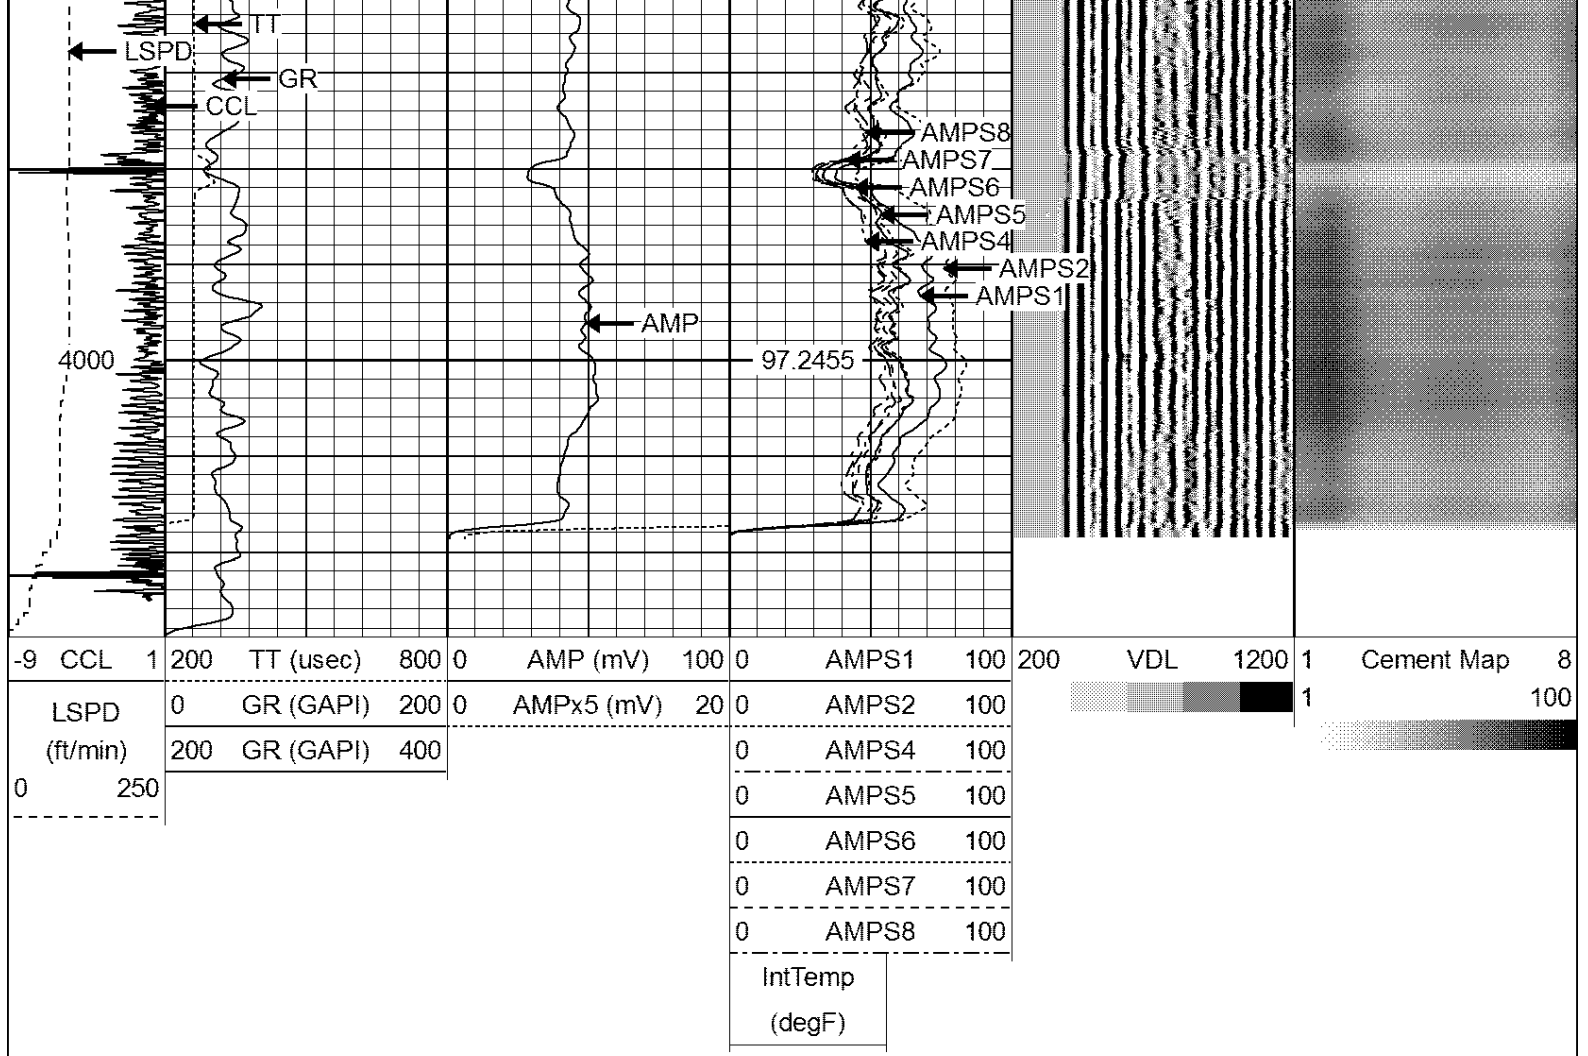 TT
LSPD
GR
CCL
AMPS8
AMPS7
AMPS6
AMPS5
AMPS4
AMPS2
AMPS1
AMP
4000
97.2455
-9 CCL 1
200 TT (usec) 800
0 AMP (mV) 100
0 AMPS1 100
200 VDL 1200
1 Cement Map 8
LSPD
(ft/min)
0 250
0 GR (GAPI) 200
0 AMPx5 (mV) 20
0 AMPS2 100
1 100
200 GR (GAPI) 400
0 AMPS4 100
0 AMPS5 100
0 AMPS6 100
0 AMPS7 100
0 AMPS8 100
IntTemp
(degF)